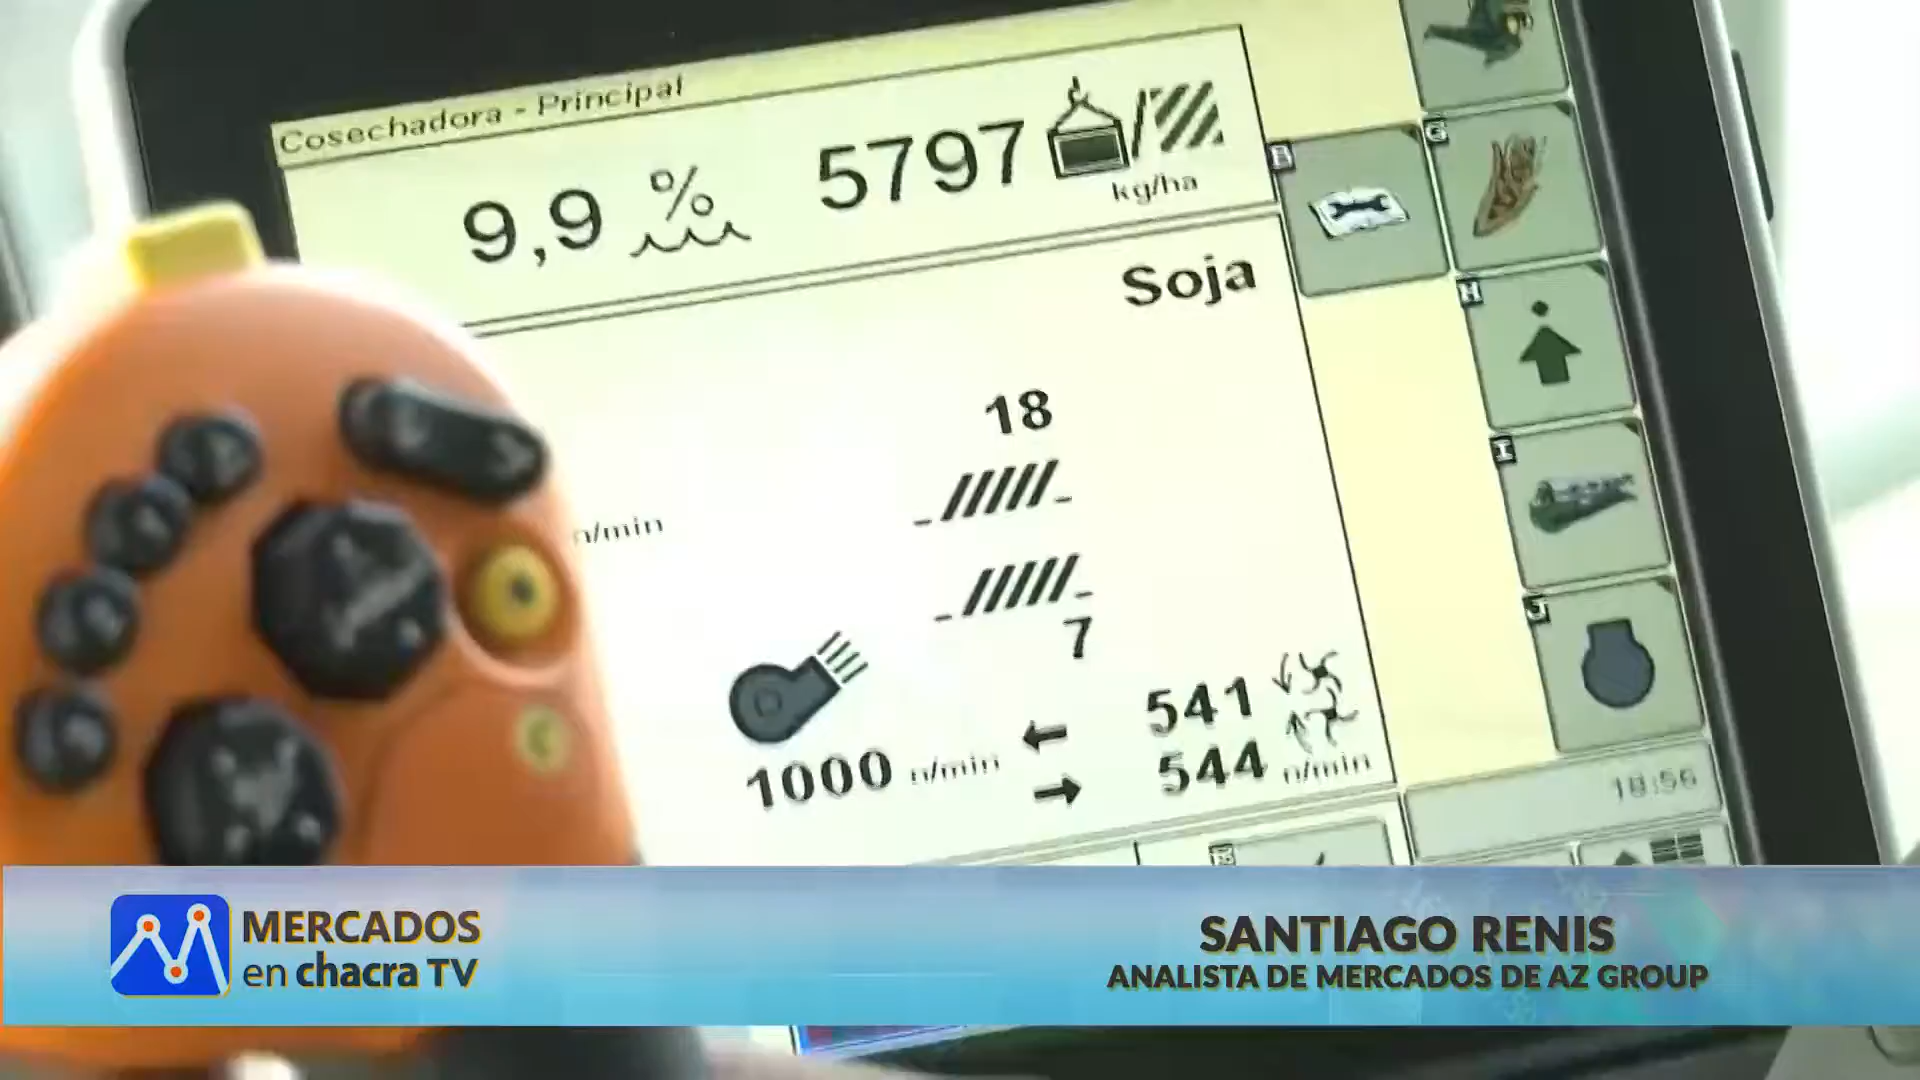 Cosechadora - Principal
9,9 %
5797
kg/ha
Soja
18
n/min
7
541
544
n/min
1000 n/min
18:56
B
G
H
I
J
MERCADOS
en chacra TV
SANTIAGO RENIS
ANALISTA DE MERCADOS DE AZ GROUP